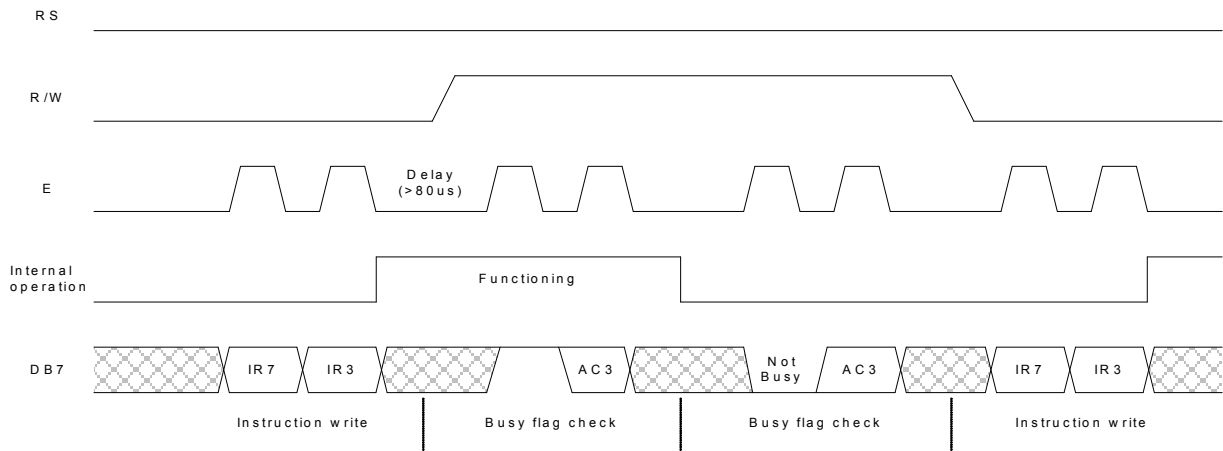 RS
R/W
E
Delay
(>80us)
Internal
operation
Functioning
DB7
IR7
IR3
AC3
Not
Busy
AC3
IR7
IR3
Instruction write
Busy flag check
Busy flag check
Instruction write